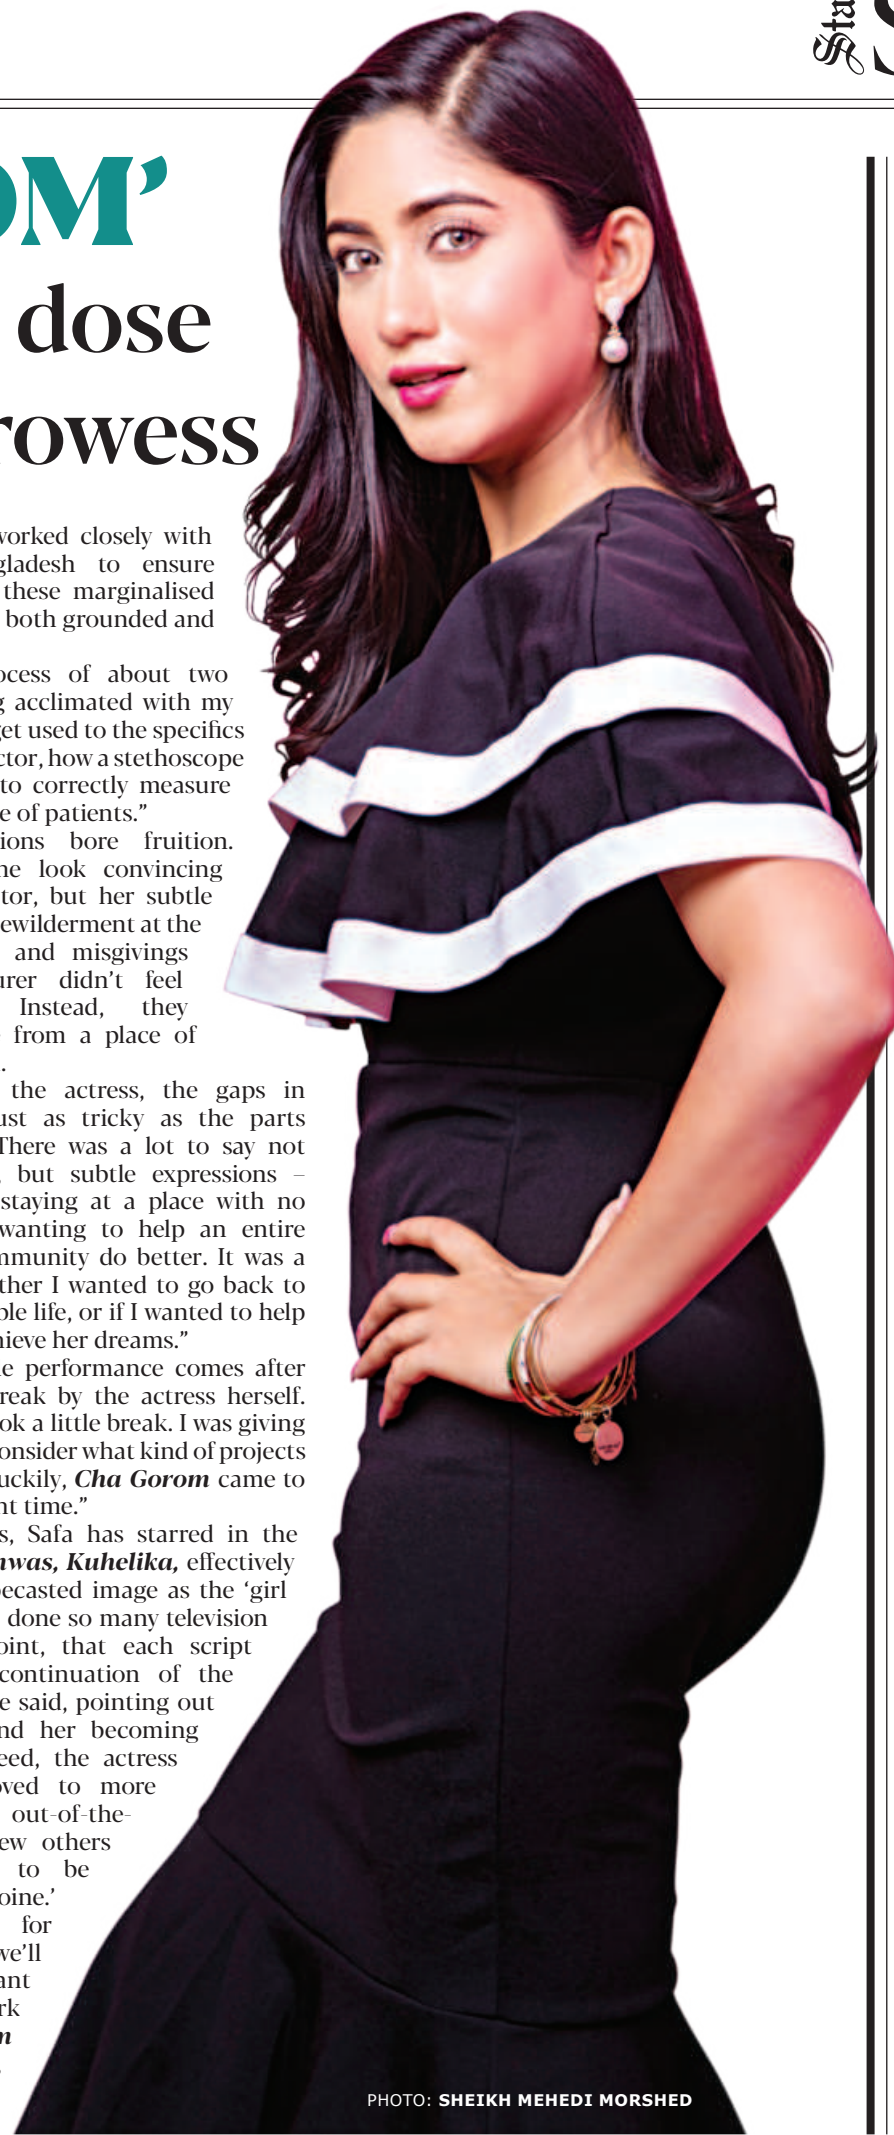 Sta
OM’
dose
rowess
worked closely with
gladesh to ensure
these marginalised
both grounded and
ocess of about two
g acclimated with my
get used to the specifics
ctor, how a stethoscope
to correctly measure
e of patients.”
ions bore fruition.
he look convincing
tor, but her subtle
ewilderment at the
and misgivings
urer didn’t feel
Instead, they
from a place of
.
the actress, the gaps in
ust as tricky as the parts
There was a lot to say not
, but subtle expressions –
staying at a place with no
wanting to help an entire
mmunity do better. It was a
ther I wanted to go back to
ble life, or if I wanted to help
hieve her dreams.”
e performance comes after
reak by the actress herself.
ok a little break. I was giving
onsider what kind of projects
uckily, Cha Gorom came to
ht time.”
s, Safa has starred in the
hwas, Kuhelika, effectively
pecasted image as the ‘girl
done so many television
oint, that each script
continuation of the
e said, pointing out
nd her becoming
eed, the actress
oved to more
out-of-the-
ew others
to be
oine.’
for
we’ll
ant
rk
m
PHOTO: SHEIKH MEHEDI MORSHED